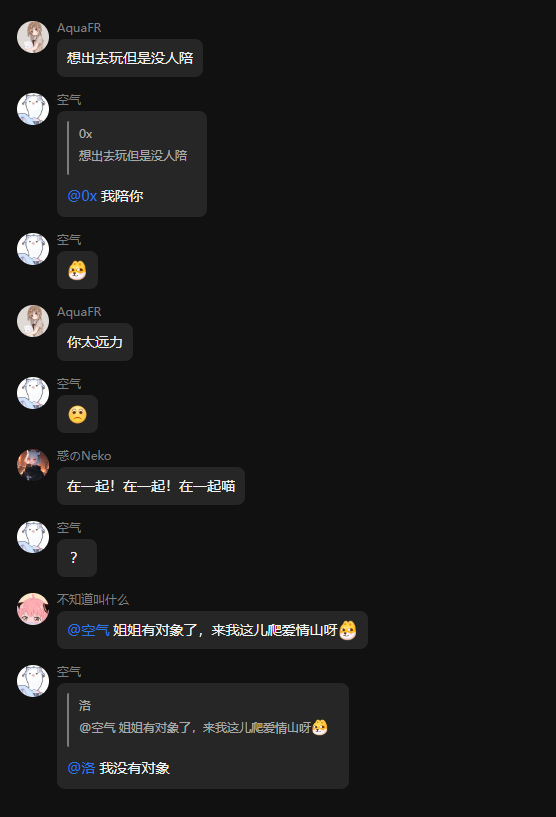 AquaFR
想出去玩但是没人陪
空气
0x
想出去玩但是没人陪
@0x 我陪你
空气
AquaFR
你太远力
空气
惑のNeko
在一起！在一起！在一起喵
空气
？
不知道叫什么
@空气 姐姐有对象了，来我这儿爬爱情山呀
空气
洛
@空气 姐姐有对象了，来我这儿爬爱情山呀
@洛 我没有对象